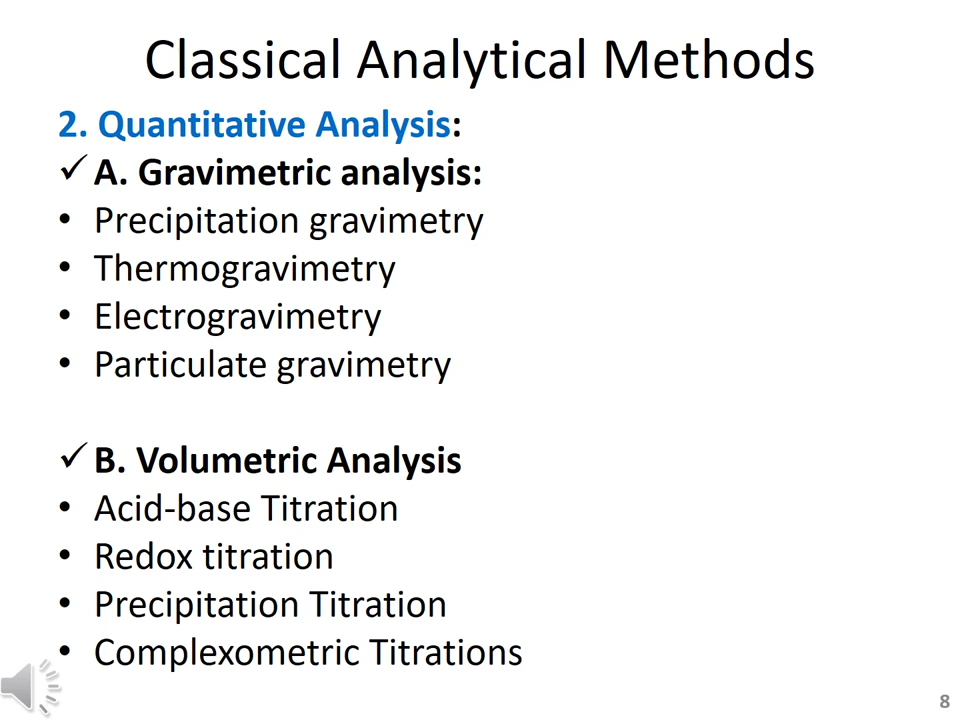 Classical Analytical Methods
2. Quantitative Analysis:
✓ A. Gravimetric analysis:
• Precipitation gravimetry
• Thermogravimetry
• Electrogravimetry
• Particulate gravimetry
✓ B. Volumetric Analysis
• Acid-base Titration
• Redox titration
• Precipitation Titration
• Complexometric Titrations
8